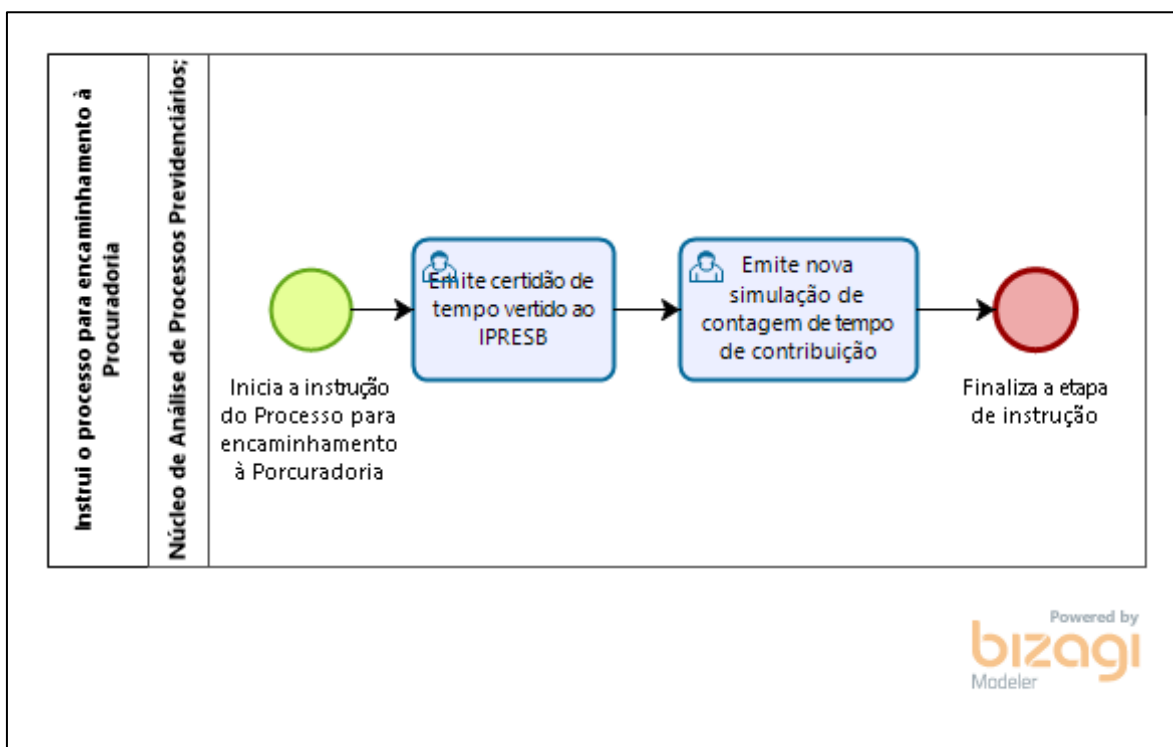 Instrui o processo para encaminhamento à
Procuradoria
Núcleo de Análise de Processos Previdenciários;
Inicia a instrução
do Processo para
encaminhamento
à Porcuradoria
Emite certidão de
tempo vertido ao
IPRESB
Emite nova
simulação de
contagem de tempo
de contribuição
Finaliza a etapa
de instrução
Powered by
bizagi
Modeler